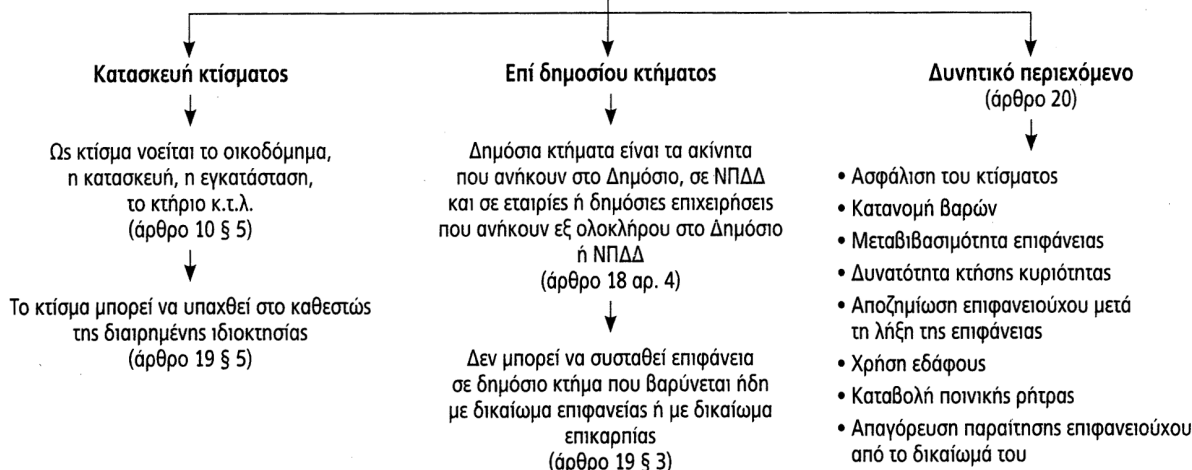 Κατασκευή κτίσματος
Ως κτίσμα νοείται το οικοδόμημα,
η κατασκευή, η εγκατάσταση,
το κτήριο κ.τ.λ.
(άρθρο 10 § 5)
Το κτίσμα μπορεί να υπαχθεί στο καθεστώς
της διαιρημένης ιδιοκτησίας
(άρθρο 19 § 5)
Επί δημοσίου κτήματος
Δημόσια κτήματα είναι τα ακίνητα
που ανήκουν στο Δημόσιο, σε ΝΠΔΔ
και σε εταιρίες ή δημόσιες επιχειρήσεις
που ανήκουν εξ ολοκλήρου στο Δημόσιο
ή ΝΠΔΔ
(άρθρο 18 αρ. 4)
Δεν μπορεί να συσταθεί επιφάνεια
σε δημόσιο κτήμα που βαρύνεται ήδη
με δικαίωμα επιφανείας ή με δικαίωμα
επικαρπίας
(άρθρο 19 § 3)
Δυνητικό περιεχόμενο
(άρθρο 20)
• Ασφάλιση του κτίσματος
• Κατανομή βαρών
• Μεταβιβασιμότητα επιφάνειας
• Δυνατότητα κτήσης κυριότητας
• Αποζημίωση επιφανειούχου μετά
τη λήξη της επιφάνειας
• Χρήση εδάφους
• Καταβολή ποινικής ρήτρας
• Απαγόρευση παραίτησης επιφανειούχου
από το δικαίωμά του